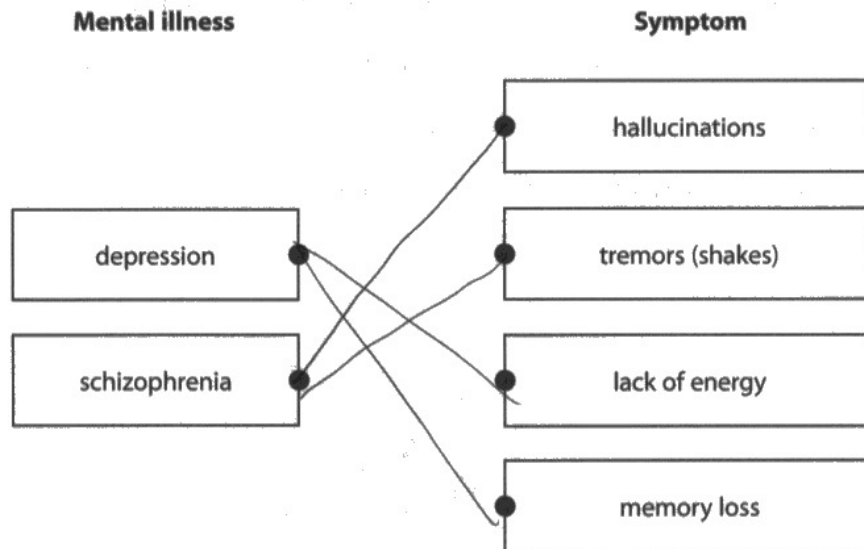 Mental illness
Symptom
hallucinations
depression
tremors (shakes)
schizophrenia
lack of energy
memory loss